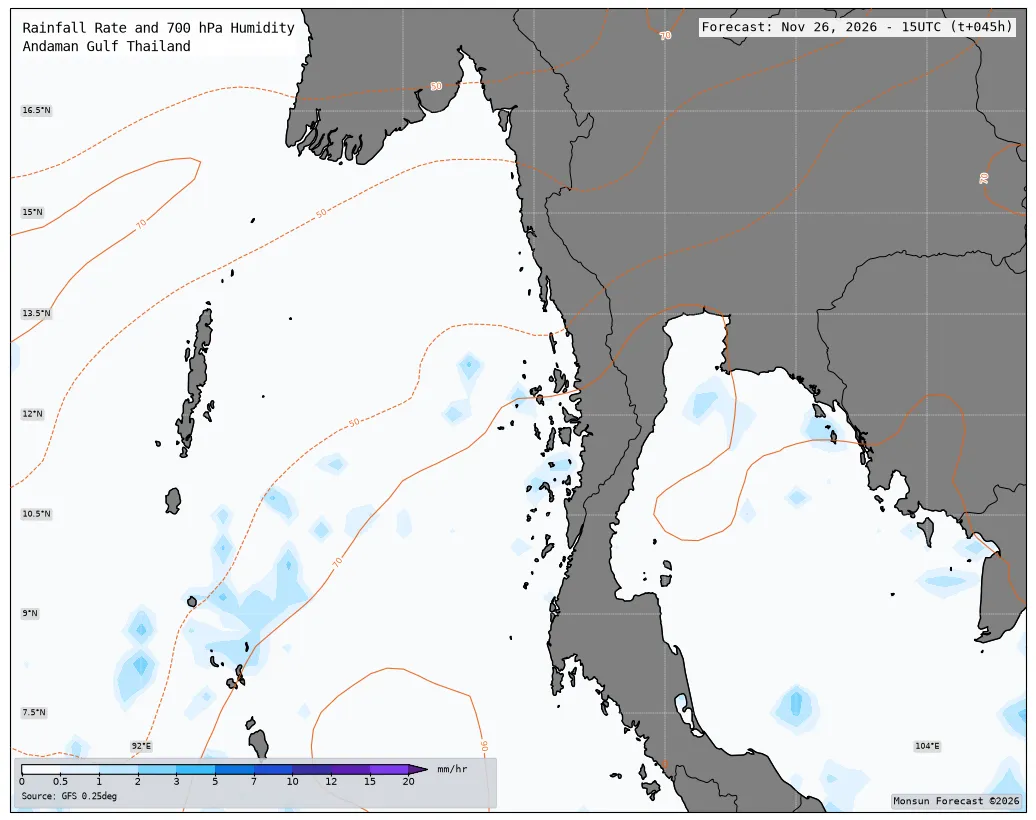 Rainfall Rate and 700 hPa Humidity
Andaman Gulf Thailand
Forecast: Nov 26, 2026 - 15UTC (t+045h)
70
50
16.5°N
70
15°N
50
70
13.5°N
12°N
50
10.5°N
70
9°N
7.5°N
92°E
90
104°E
mm/hr
0 0.5 1 2 3 5 7 10 12 15 20
Source: GFS 0.25deg
Monsun Forecast ©2026